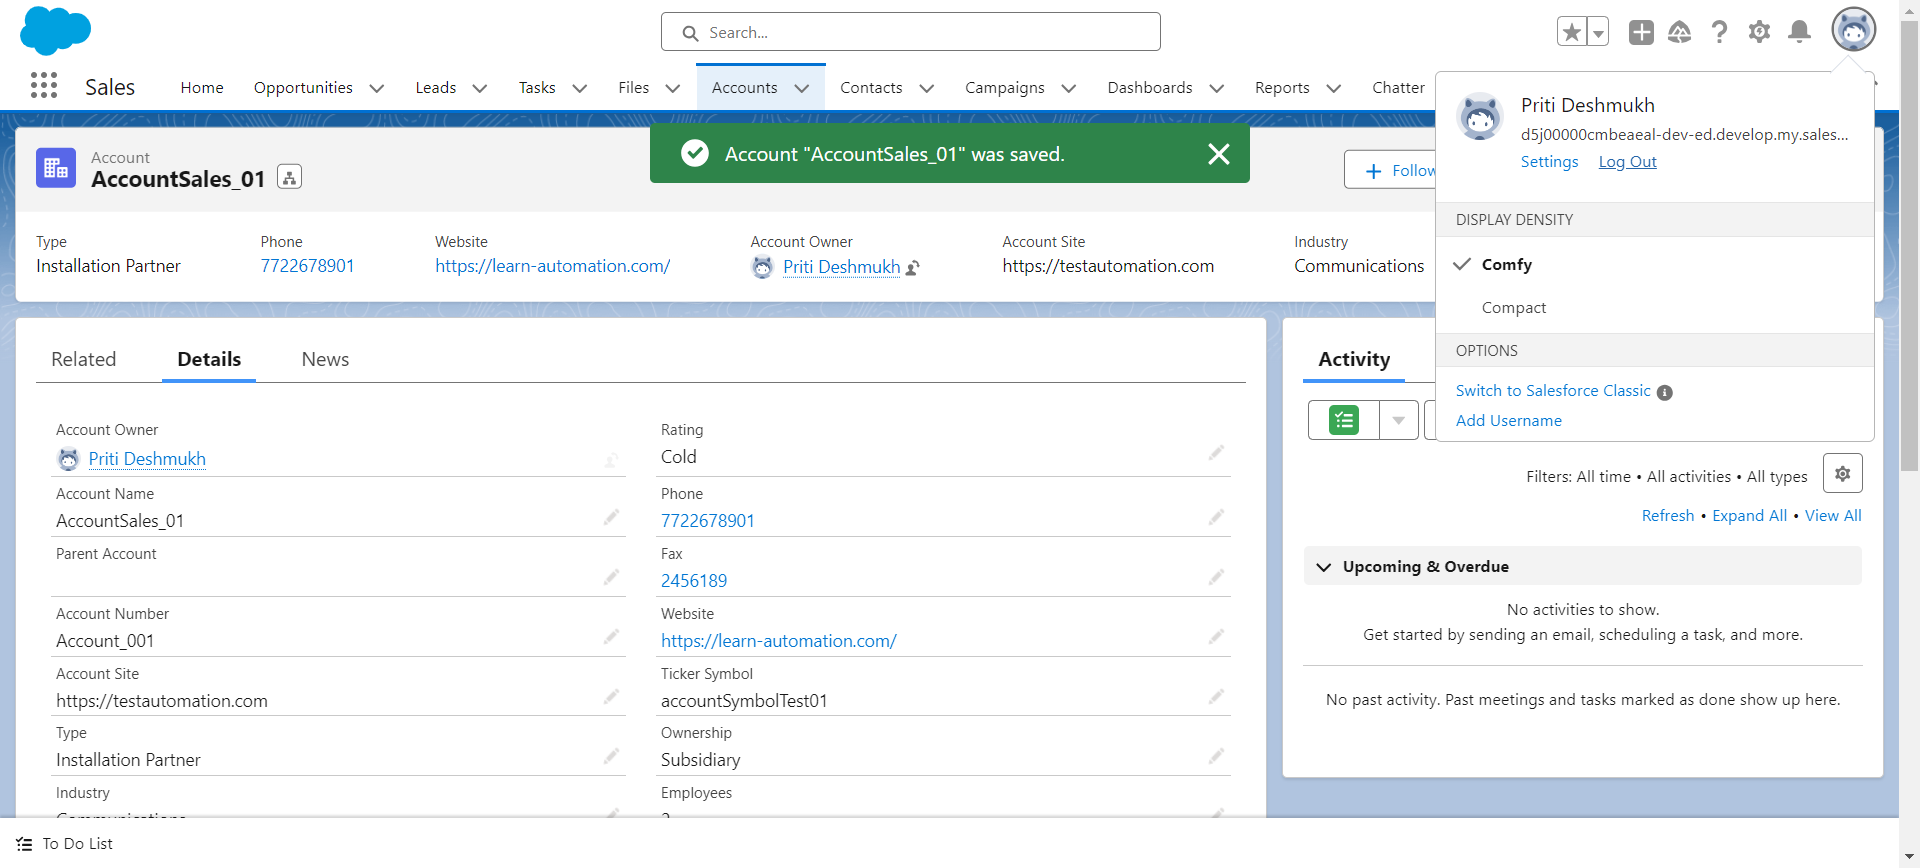 Search...
Sales
Home
Opportunities
Leads
Tasks
Files
Accounts
Contacts
Campaigns
Dashboards
Reports
Chatter
Priti Deshmukh
d5j00000cmbeaeal-dev-ed.develop.my.sales...
Settings
Log Out
DISPLAY DENSITY
Comfy
Compact
OPTIONS
Switch to Salesforce Classic
Add Username
Account "AccountSales_01" was saved.
Account
AccountSales_01
Follow
Type
Installation Partner
Phone
7722678901
Website
https://learn-automation.com/
Account Owner
Priti Deshmukh
Account Site
https://testautomation.com
Industry
Communications
Related
Details
News
Account Owner
Priti Deshmukh
Rating
Cold
Account Name
AccountSales_01
Phone
7722678901
Parent Account
Fax
2456189
Account Number
Account_001
Website
https://learn-automation.com/
Account Site
https://testautomation.com
Ticker Symbol
accountSymbolTest01
Type
Installation Partner
Ownership
Subsidiary
Industry
Communications
Employees
Activity
Filters: All time • All activities • All types
Refresh • Expand All • View All
Upcoming & Overdue
No activities to show.
Get started by sending an email, scheduling a task, and more.
No past activity. Past meetings and tasks marked as done show up here.
To Do List